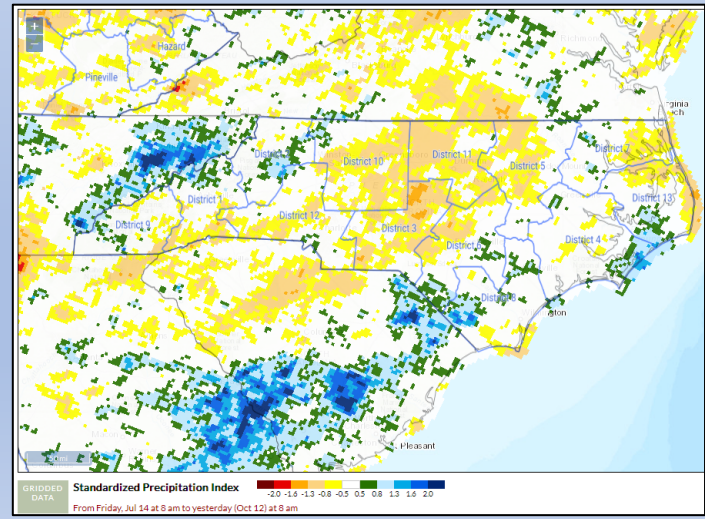 +
−
Hazard
Pineville
District 10
District 11
District 5
District 7
District 1
District 9
District 12
District 3
District 6
District 4
District 13
District 8
Pleasant
GRIDDED
DATA
Standardized Precipitation Index
-2.0 -1.6 -1.3 -0.8 -0.5 0.5 0.8 1.3 1.6 2.0
From Friday, Jul 14 at 8 am to yesterday (Oct 12) at 8 am